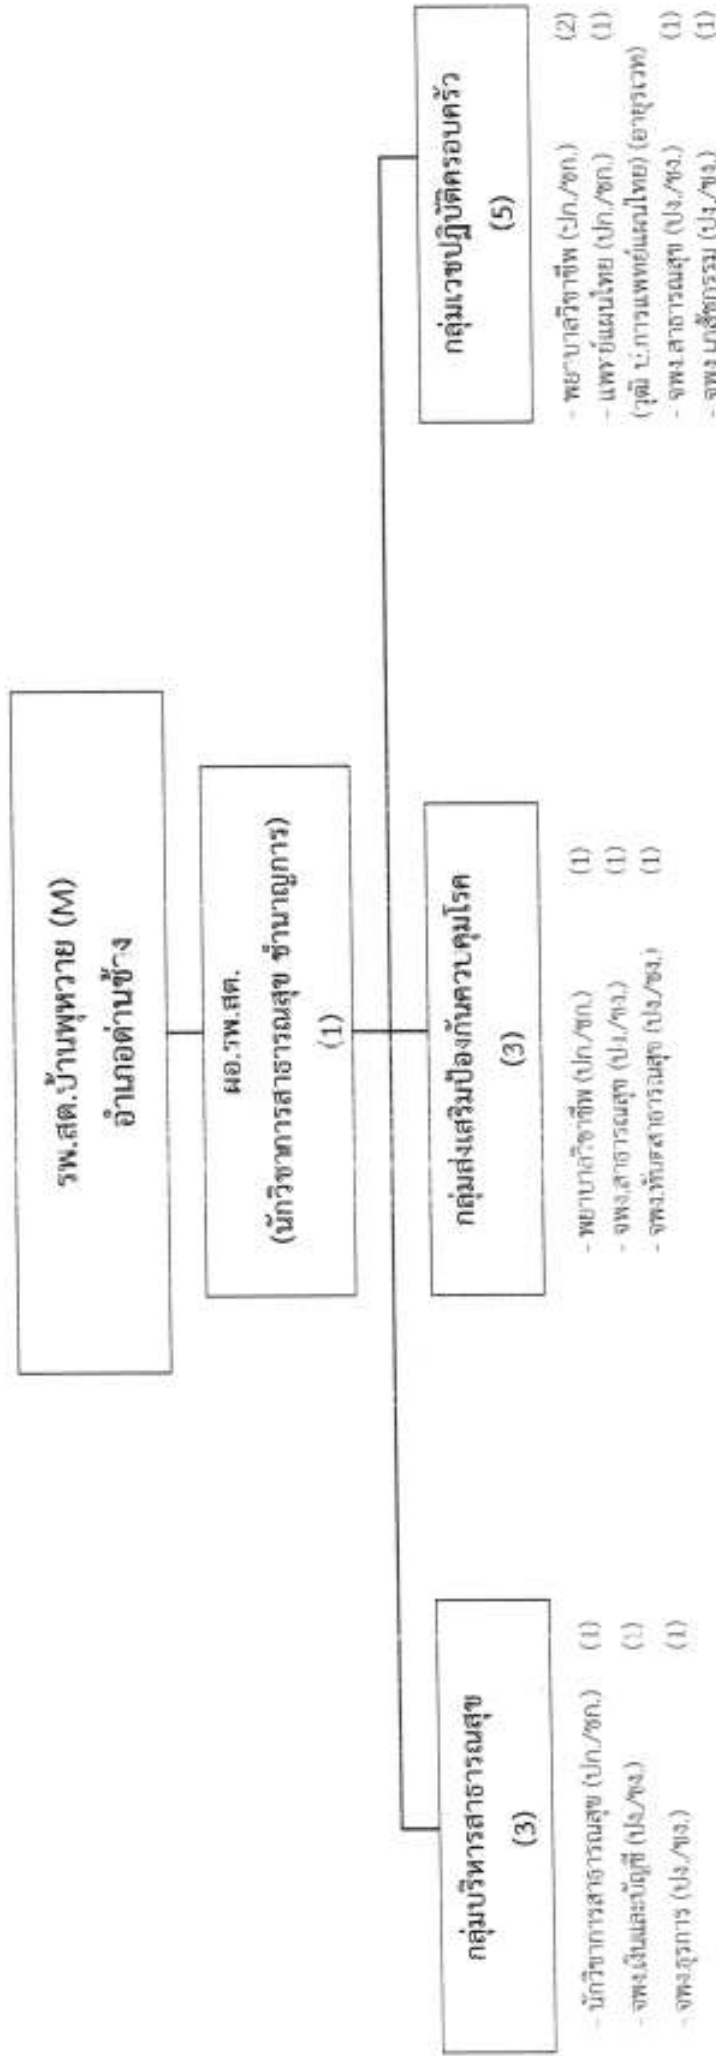 รพ.สต.บ้านพุหวาย (M)
อำเภอด่านช้าง
ผอ.รพ.สต.
(นักวิชาการสาธารณสุข ชำนาญการ)
(1)
กลุ่มบริหารสาธารณสุข
(3)
- นักวิชาการสาธารณสุข (ปก./ชก.) (1)
- จพง.เงินและบัญชี (ปง./ชง.) (1)
- จพง.ธุรการ (ปง./ชง.) (1)
กลุ่มส่งเสริมป้องกันควบคุมโรค
(3)
- พยาบาลวิชาชีพ (ปก./ชก.) (1)
- จพง.สาธารณสุข (ปง./ชง.) (1)
- จพง.ทันตสาธารณสุข (ปง./ชง.) (1)
กลุ่มเวชปฏิบัติครอบครัว
(5)
- พยาบาลวิชาชีพ (ปก./ชก.) (2)
- แพทย์แผนไทย (ปก./ชก.) (1)
(วุฒิ ป.การแพทย์แผนไทย) (อายุรเวท)
- จพง.สาธารณสุข (ปง./ชง.) (1)
- จพง.เภสัชกรรม (ปง./ชง.) (1)